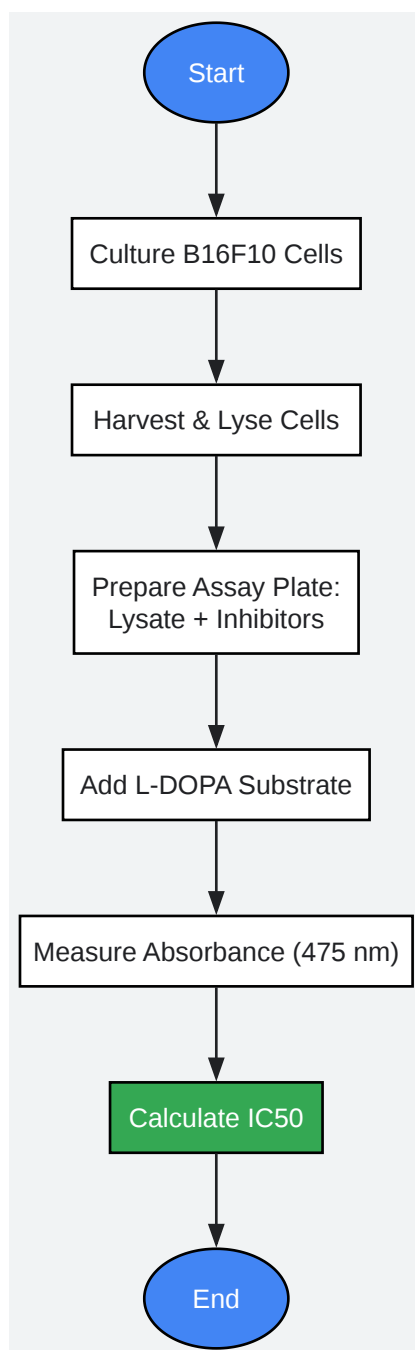 Start
Culture B16F10 Cells
Harvest & Lyse Cells
Prepare Assay Plate:
Lysate + Inhibitors
Add L-DOPA Substrate
Measure Absorbance (475 nm)
Calculate IC50
End